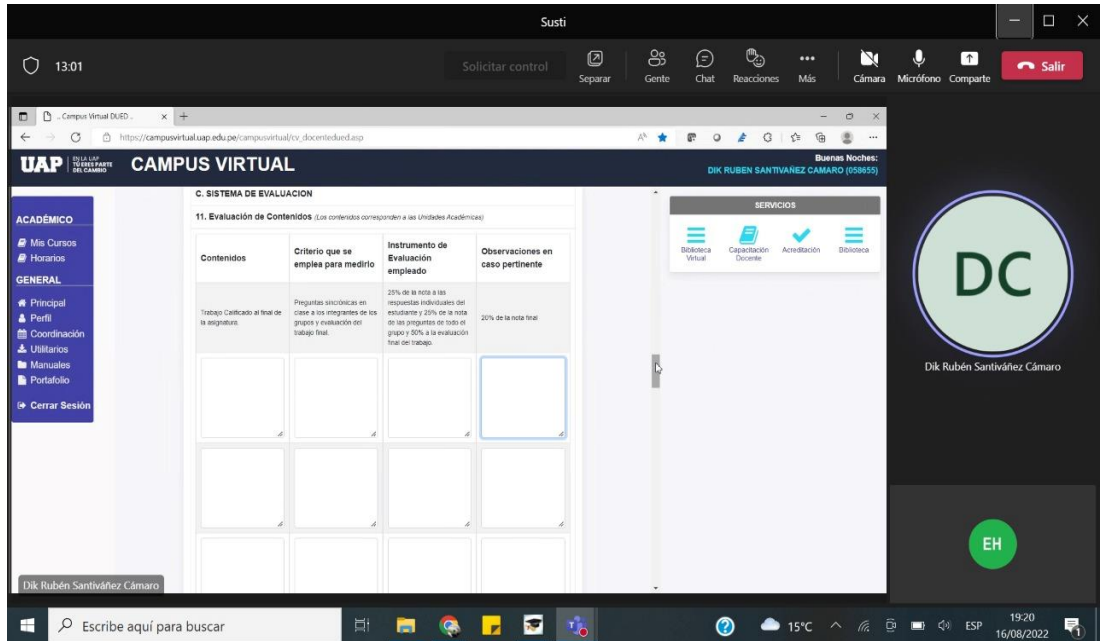 Susti
13:01
Solicitar control
Separar
Gente
Chat
Reacciones
Más
Cámara
Micrófono
Comparte
Salir
.. Campus Virtual DUED ..
https://campusvirtual.uap.edu.pe/campusvirtual/cv_docentedued.asp
UAP
EN LA UAP
TÚ ERES PARTE
DEL CAMBIO
CAMPUS VIRTUAL
Buenas Noches:
DIK RUBEN SANTIVAÑEZ CAMARO (058655)
ACADÉMICO
Mis Cursos
Horarios
GENERAL
Principal
Perfil
Coordinación
Utilitarios
Manuales
Portafolio
Cerrar Sesión
C. SISTEMA DE EVALUACION
11. Evaluación de Contenidos (Los contenidos corresponden a las Unidades Académicas)
Contenidos
Criterio que se
emplea para medirlo
Instrumento de
Evaluación
empleado
Observaciones en
caso pertinente
Trabajo Calificado al final de
la asignatura.
Preguntas sincrónicas en
clase a los integrantes de los
grupos y evaluación del
trabajo final.
25% de la nota a las
respuestas individuales del
estudiante y 25% de la nota
de las preguntas de todo el
grupo y 50% a la evaluación
final del trabajo.
20% de la nota final
SERVICIOS
Biblioteca
Virtual
Capacitación
Docente
Acreditación
Biblioteca
DC
Dik Rubén Santiváñez Cámaro
EH
Dik Rubén Santiváñez Cámaro
Escribe aquí para buscar
15°C
ESP
19:20
16/08/2022